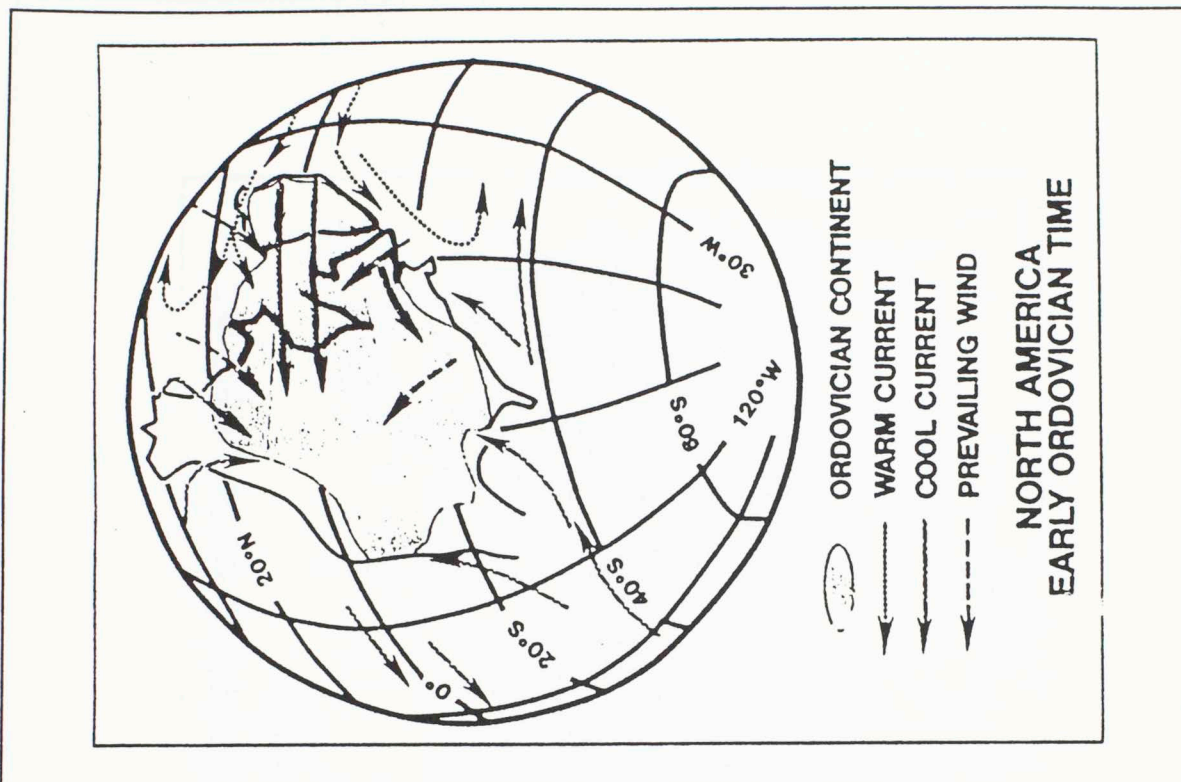 20°N
0°
20°S
40°S
60°S
120°W
30°W
ORDOVICIAN CONTINENT
WARM CURRENT
COOL CURRENT
PREVAILING WIND
NORTH AMERICA
EARLY ORDOVICIAN TIME